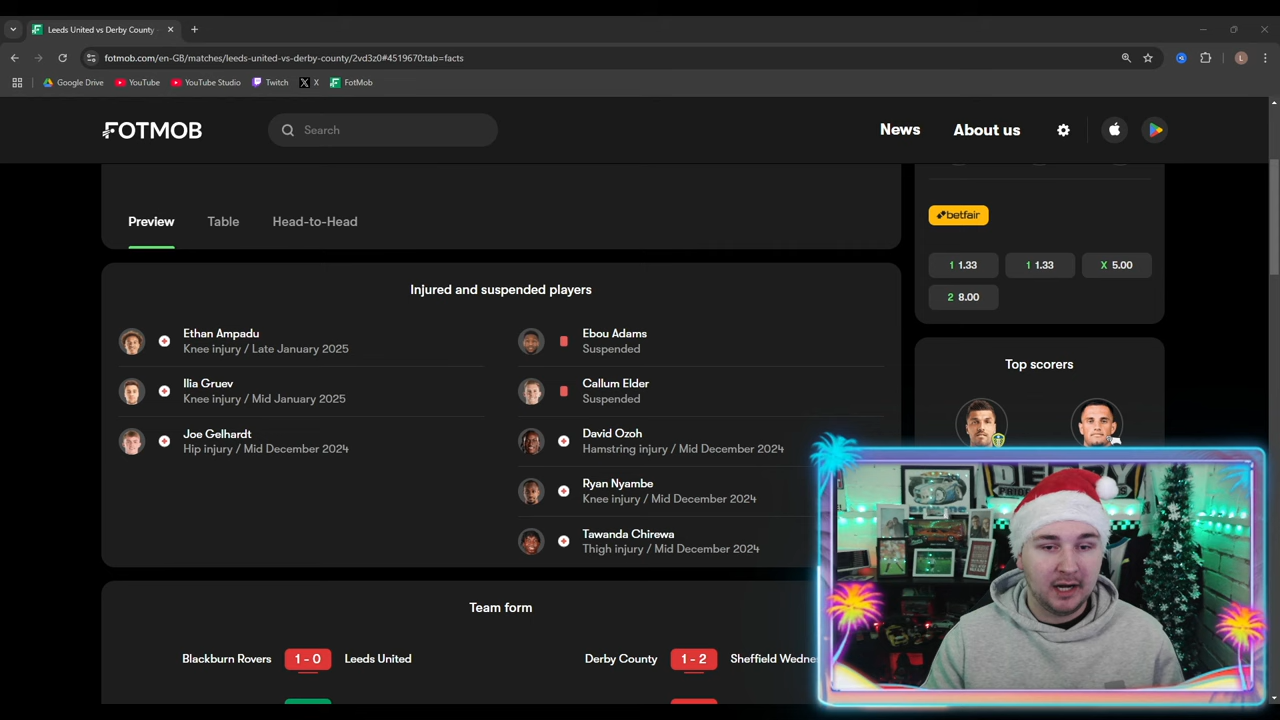 Leeds United vs Derby County
fotmob.com/en-GB/matches/leeds-united-vs-derby-county/2vd3z0#4519670:tab=facts
L
Google Drive
YouTube
YouTube Studio
Twitch
X
FotMob
FOTMOB
Search
News
About us
Preview
Table
Head-to-Head
betfair
1 1.33
1 1.33
X 5.00
2 8.00
Injured and suspended players
Ethan Ampadu
Knee injury / Late January 2025
Ilia Gruev
Knee injury / Mid January 2025
Joe Gelhardt
Hip injury / Mid December 2024
Ebou Adams
Suspended
Callum Elder
Suspended
David Ozoh
Hamstring injury / Mid December 2024
Ryan Nyambe
Knee injury / Mid December 2024
Tawanda Chirewa
Thigh injury / Mid December 2024
Top scorers
DERBY
Team form
Blackburn Rovers 1 - 0 Leeds United
Derby County 1 - 2 Sheffield Wedne